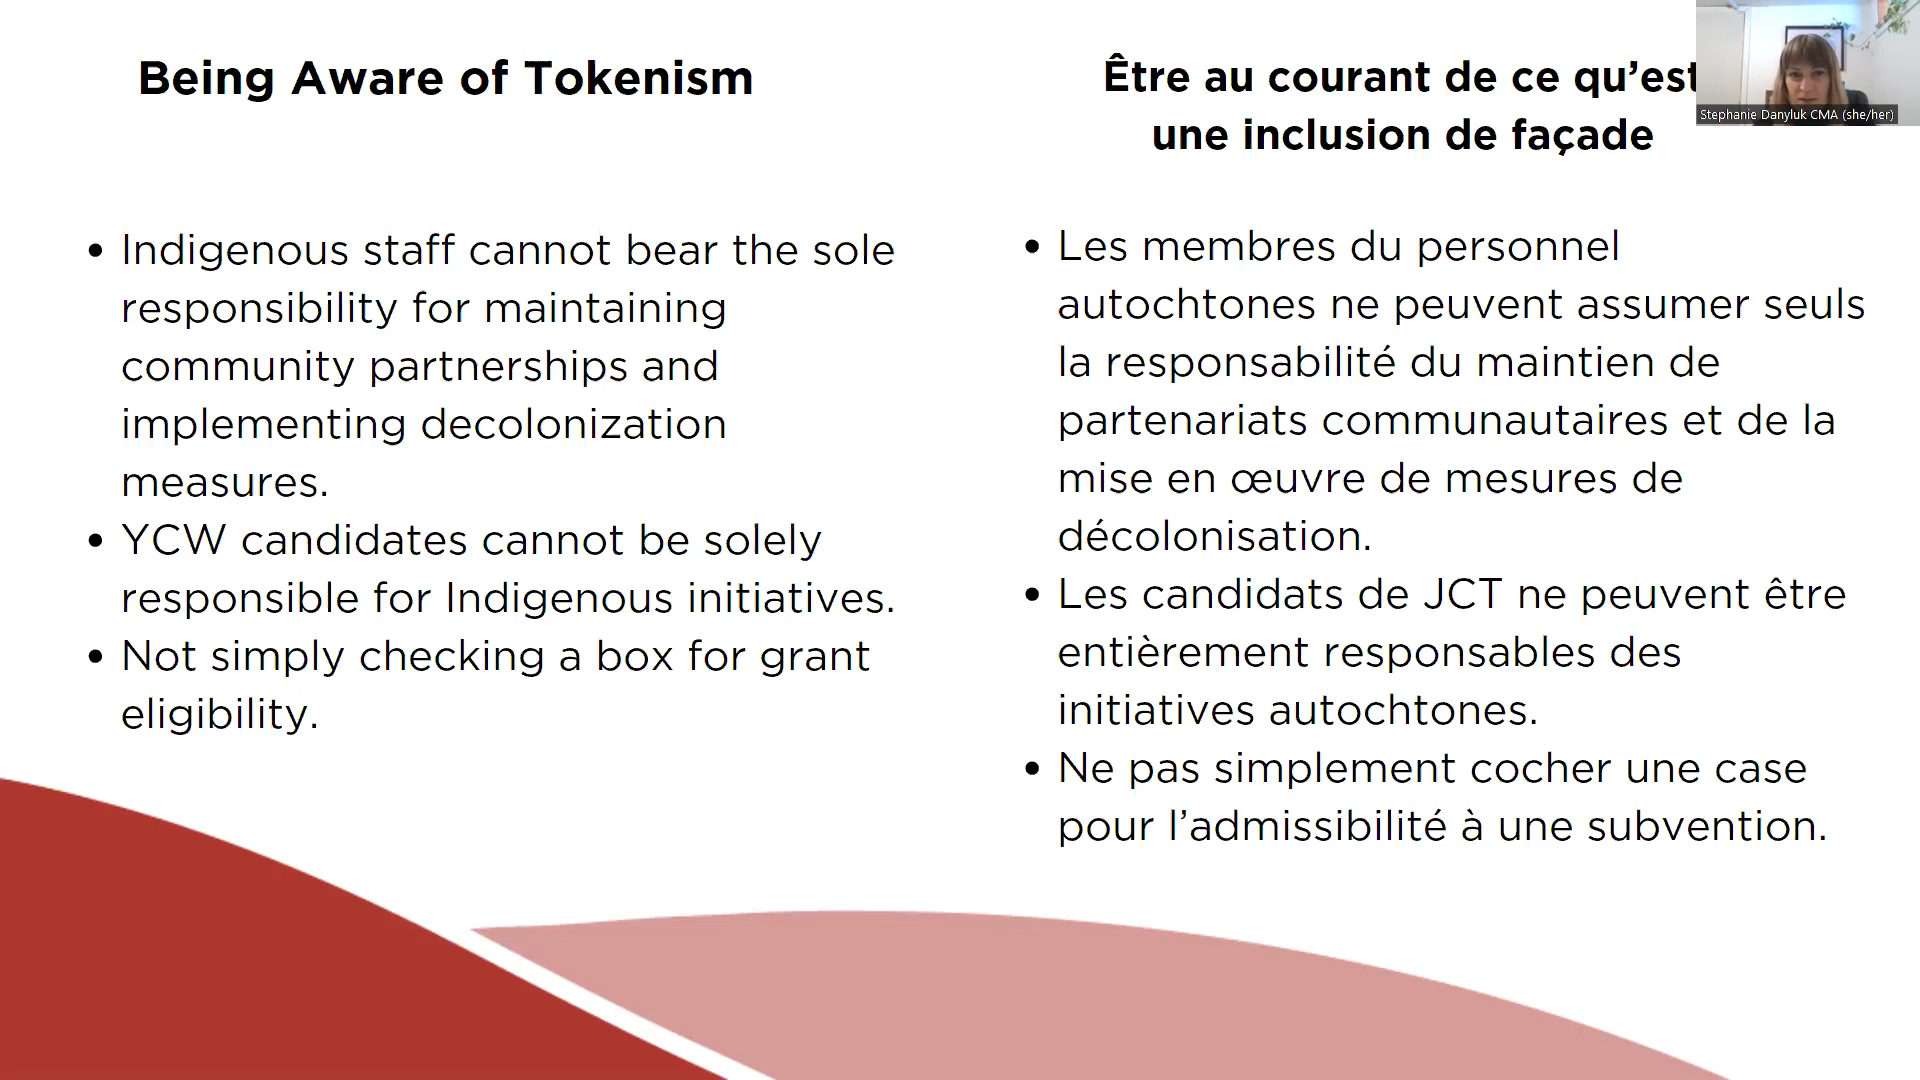 Being Aware of Tokenism
• Indigenous staff cannot bear the sole
responsibility for maintaining
community partnerships and
implementing decolonization
measures.
• YCW candidates cannot be solely
responsible for Indigenous initiatives.
• Not simply checking a box for grant
eligibility.
Être au courant de ce qu’est
une inclusion de façade
• Les membres du personnel
autochtones ne peuvent assumer seuls
la responsabilité du maintien de
partenariats communautaires et de la
mise en œuvre de mesures de
décolonisation.
• Les candidats de JCT ne peuvent être
entièrement responsables des
initiatives autochtones.
• Ne pas simplement cocher une case
pour l’admissibilité à une subvention.
Stephanie Danyluk CMA (she/her)